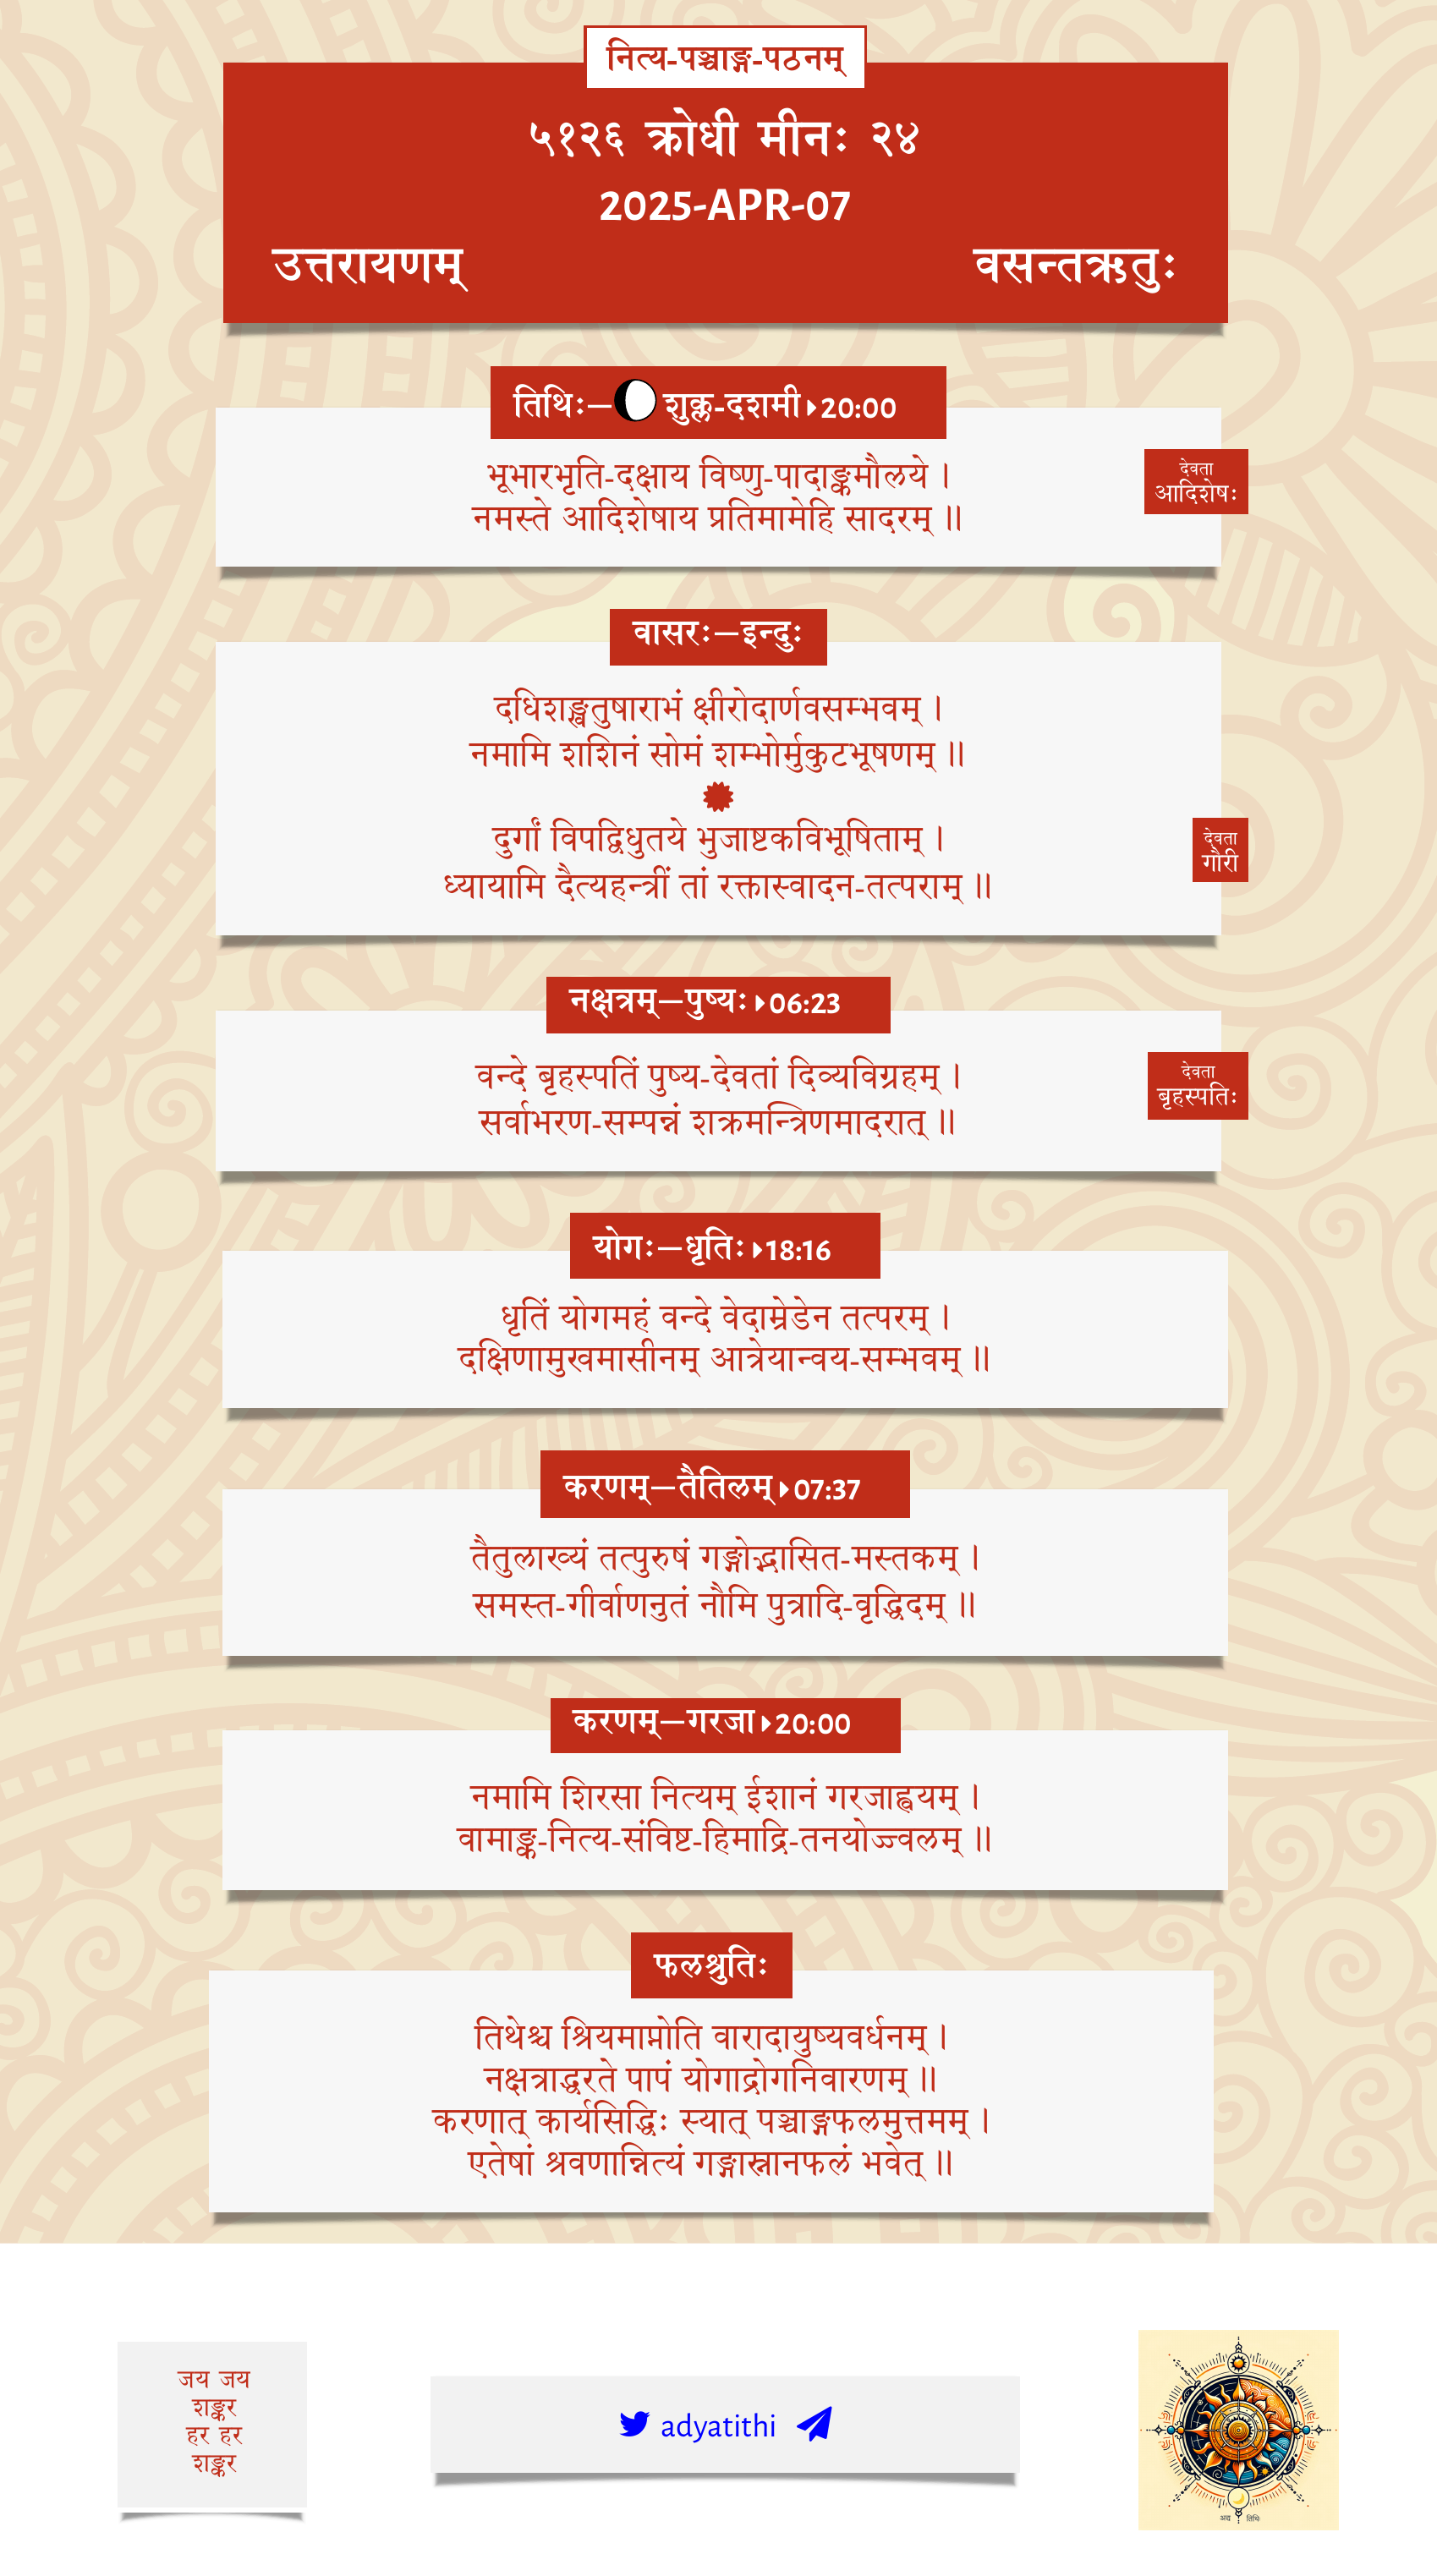 नित्य-पञ्चाङ्ग-पठनम्
५१२६ क्रोधी मीनः २४
2025-APR-07
उत्तरायणम् वसन्तऋतुः
तिथिः—शुक्ल-दशमी 20:00
भूभारभृति-दक्षाय विष्णु-पादाङ्कमौलये ।
नमस्ते आदिशेषाय प्रतिमामेहि सादरम् ॥
देवता
आदिशेषः
वासरः—इन्दुः
दधिशङ्खतुषाराभं क्षीरोदार्णवसम्भवम् ।
नमामि शशिनं सोमं शम्भोर्मुकुटभूषणम् ॥
दुर्गां विपद्विधुतये भुजाष्टकविभूषिताम् ।
ध्यायामि दैत्यहन्त्रीं तां रक्तास्वादन-तत्पराम् ॥
देवता
गौरी
नक्षत्रम्—पुष्यः 06:23
वन्दे बृहस्पतिं पुष्य-देवतां दिव्यविग्रहम् ।
सर्वाभरण-सम्पन्नं शक्रमन्त्रिणमादरात् ॥
देवता
बृहस्पतिः
योगः—धृतिः 18:16
धृतिं योगमहं वन्दे वेदाम्रेडेन तत्परम् ।
दक्षिणामुखमासीनम् आत्रेयान्वय-सम्भवम् ॥
करणम्—तैतिलम् 07:37
तैतुलाख्यं तत्पुरुषं गङ्गोद्भासित-मस्तकम् ।
समस्त-गीर्वाणनुतं नौमि पुत्रादि-वृद्धिदम् ॥
करणम्—गरजा 20:00
नमामि शिरसा नित्यम् ईशानं गरजाह्वयम् ।
वामाङ्क-नित्य-संविष्ट-हिमाद्रि-तनयोज्ज्वलम् ॥
फलश्रुतिः
तिथेश्च श्रियमाप्नोति वारादायुष्यवर्धनम् ।
नक्षत्राद्धरते पापं योगाद्रोगनिवारणम् ॥
करणात् कार्यसिद्धिः स्यात् पञ्चाङ्गफलमुत्तमम् ।
एतेषां श्रवणान्नित्यं गङ्गास्नानफलं भवेत् ॥
जय जय
शङ्कर
हर हर
शङ्कर
adyatithi
अद्य तिथिः